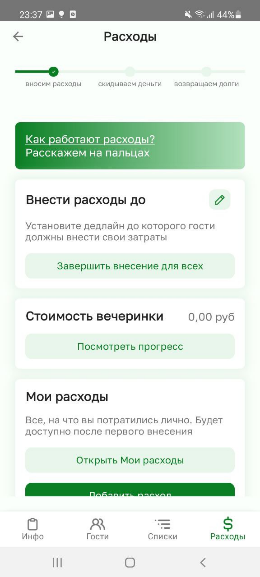 23:37 44%
Расходы
вносим расходы скидываем деньги возвращаем долги
Как работают расходы?
Расскажем на пальцах
Внести расходы до
Установите дедлайн до которого гости
должны внести свои затраты
Завершить внесение для всех
Стоимость вечеринки 0,00 руб
Посмотреть прогресс
Мои расходы
Все, на что вы потратились лично. Будет
доступно после первого внесения
Открыть Мои расходы
Добавить расход
Инфо Гости Списки Расходы